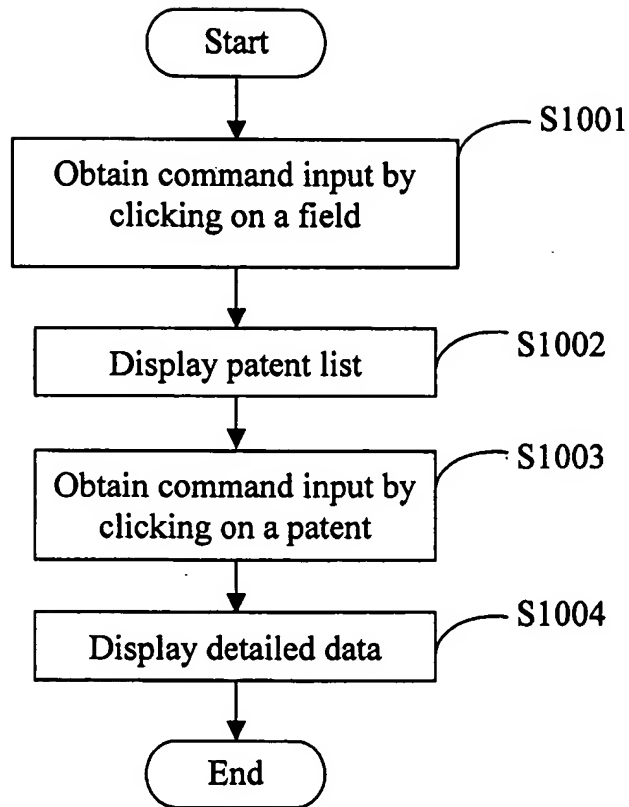 Start
S1001
Obtain command input by
clicking on a field
S1002
Display patent list
S1003
Obtain command input by
clicking on a patent
S1004
Display detailed data
End